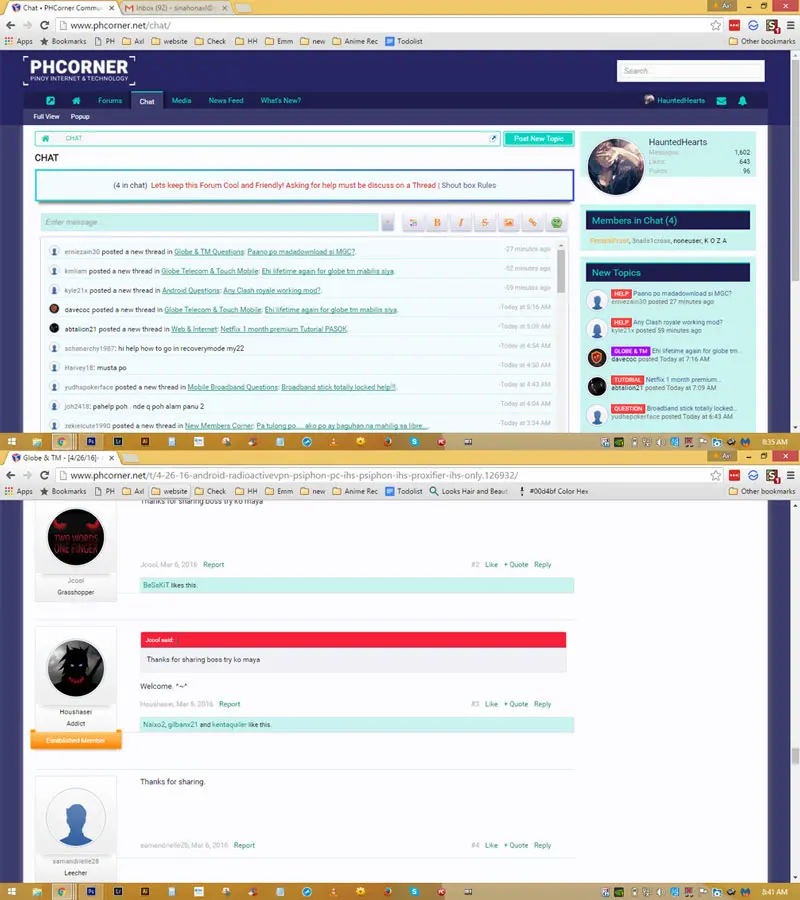 Chat • PHCorner Commu
Inbox (92) - sinahonaxl@
Axl
www.phcorner.net/chat/
Apps Bookmarks PH Axl website Check HH Emm new Anime Rec Todolist Other bookmarks
PHCORNER
PINOY INTERNET & TECHNOLOGY
Search...
Forums Chat Media News Feed What's New? HauntedHearts
Full View Popup
CHAT
Post New Topic
CHAT
(4 in chat) Lets keep this Forum Cool and Friendly! Asking for help must be discuss on a Thread | Shout box Rules
Enter message...
B I S
erniezain30 posted a new thread in Globe & TM Questions: Paano po madadownload si MGC?. -27 minutes ago
kmliam posted a new thread in Globe Telecom & Touch Mobile: Ehi lifetime again for globe tm mabilis siya. -52 minutes ago
kyle21x posted a new thread in Android Questions: Any Clash royale working mod?. -59 minutes ago
davecoc posted a new thread in Globe Telecom & Touch Mobile: Ehi lifetime again for globe tm mabilis siya. -Today at 5:16 AM
abtalion21 posted a new thread in Web & Internet: Netflix 1 month premium Tutorial PASOK. -Today at 5:09 AM
schenarchy1987: hi help how to go in recoverymode my22 -Today at 4:54 AM
Harvey18: musta po -Today at 4:50 AM
yudhapokerface posted a new thread in Mobile Broadband Questions: Broadband stick totally locked help!!!. -Today at 4:43 AM
joh2418: pahelp poh . nde q poh alam panu 2 -Today at 4:04 AM
zekiescute1990 posted a new thread in New Members Corner: Pa tulong po..... ako po ay baguhan na mahilig sa libre.... -Today at 3:34 AM
HauntedHearts
Messages: 1,602
Likes: 643
Points: 96
Members in Chat (4)
noneuser, K O Z A
New Topics
HELP Paano po madadownload si MGC?
erniezain30 posted 27 minutes ago
HELP Any Clash royale working mod?
kyle21x posted 59 minutes ago
GLOBE & TM Ehi lifetime again for globe tm...
davecoc posted Today at 7:16 AM
TUTORIAL Netflix 1 month premium...
abtalion21 posted Today at 7:09 AM
QUESTION Broadband stick totally locked...
yudhapokerface posted Today at 6:43 AM
8:35 AM
Globe & TM - [4/26/16]-
Axl
www.phcorner.net/t/4-26-16-android-radioactivevpn-psiphon-pc-ihs-psiphon-ihs-proxifier-ihs-only.126932/
Apps Bookmarks PH Axl website Check HH Emm new Anime Rec Todolist Looks Hair and Beaut #00d4bf Color Hex Other bookmarks
Thanks for sharing boss try ko maya
TWO WORDS
ONE FINGER
Jcool, Mar 6, 2016 Report #2 Like + Quote Reply
Jcool
Grasshopper
BeSaKiT likes this.
Jcool said:
Thanks for sharing boss try ko maya
Welcome. ^~^
Houshasei, Mar 6, 2016 Report #3 Like + Quote Reply
Houshasei
Addict
Established Member
Naixo2, gilbanx21 and kentaquiler like this.
Thanks for sharing.
samandrielle28, Mar 6, 2016 Report #4 Like + Quote Reply
samandrielle28
Leecher
8:41 AM